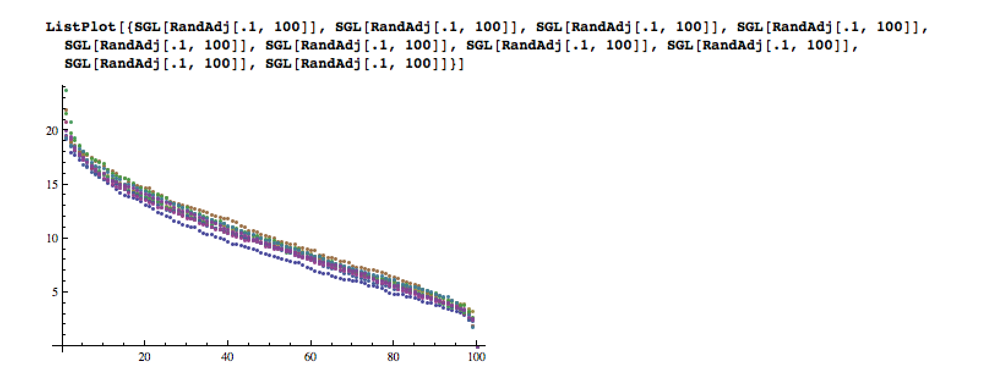 ListPlot[{SGL[RandAdj[.1, 100]], SGL[RandAdj[.1, 100]], SGL[RandAdj[.1, 100]], SGL[RandAdj[.1, 100]],
SGL[RandAdj[.1, 100]], SGL[RandAdj[.1, 100]], SGL[RandAdj[.1, 100]], SGL[RandAdj[.1, 100]],
SGL[RandAdj[.1, 100]], SGL[RandAdj[.1, 100]]}]
20
15
10
5
20 40 60 80 100